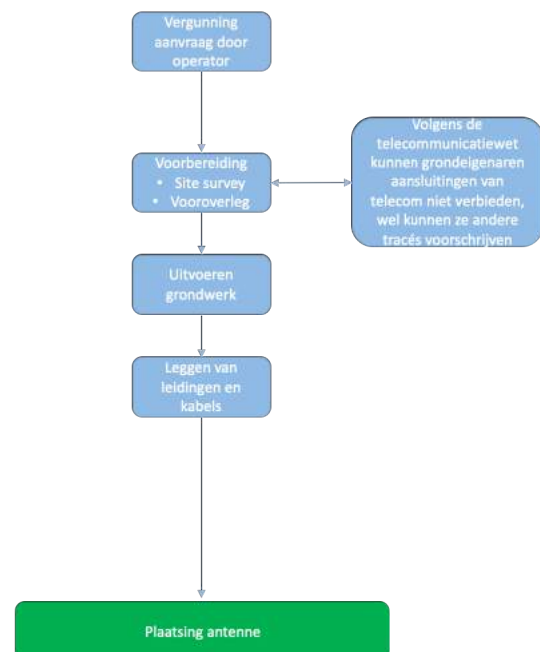 Vergunning
aanvraag door
operator
Voorbereiding
• Site survey
• Vooroverleg
Volgens de
telecommunicatiewet
kunnen grondeigenaren
aansluitingen van
telecom niet verbieden,
wel kunnen ze andere
tracés voorschrijven
Uitvoeren
grondwerk
Leggen van
leidingen en
kabels
Plaatsing antenne